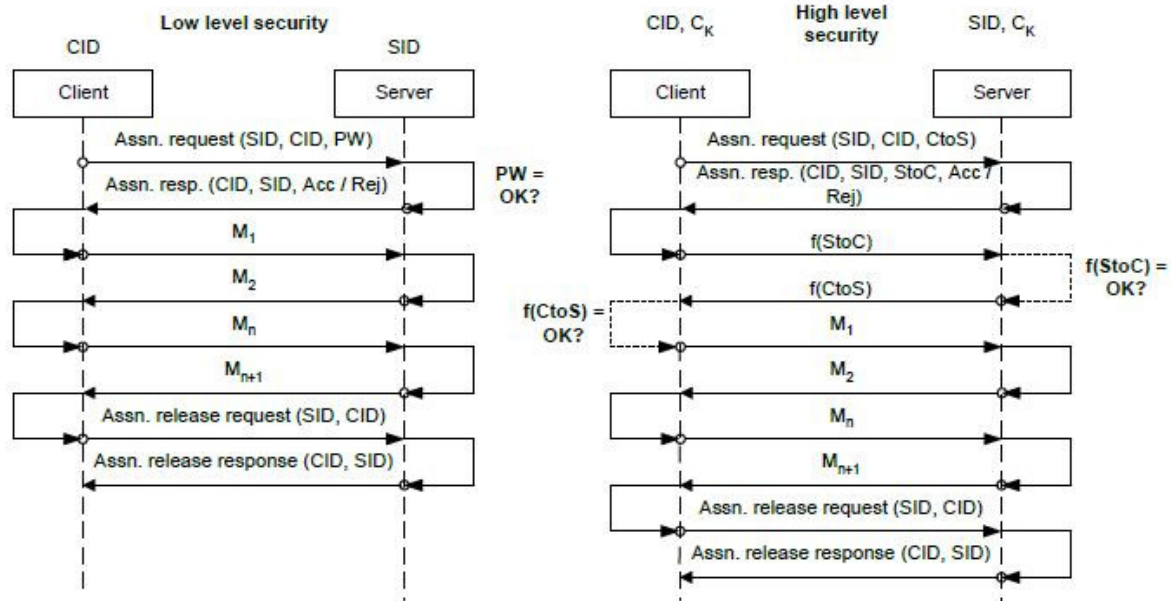 Low level security
CID
SID
Client
Server
Assn. request (SID, CID, PW)
PW =
OK?
Assn. resp. (CID, SID, Acc / Rej)
M1
M2
Mn
Mn+1
Assn. release request (SID, CID)
Assn. release response (CID, SID)
High level
security
CID, CK
SID, CK
Client
Server
Assn. request (SID, CID, CtoS)
Assn. resp. (CID, SID, StoC, Acc /
Rej)
f(StoC)
f(StoC) =
OK?
f(CtoS)
f(CtoS) =
OK?
M1
M2
Mn
Mn+1
Assn. release request (SID, CID)
Assn. release response (CID, SID)